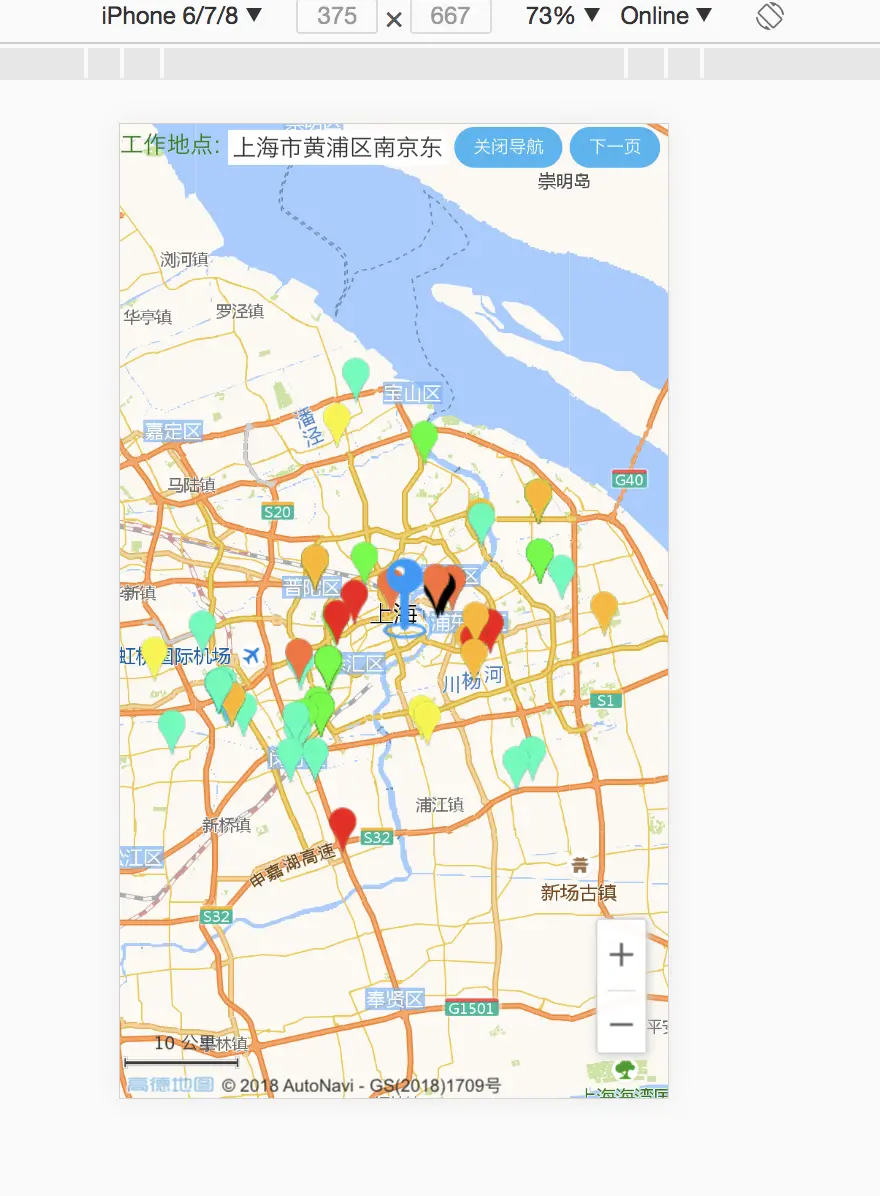 iPhone 6/7/8 ▼ 375 × 667 73% ▼ Online ▼
工作地点: 上海市黄浦区南京东 关闭导航 下一页
崇明岛
浏河镇
华亭镇 罗泾镇
宝山区
潘泾
嘉定区
马陆镇
G40
S20
普陀区
新镇
上海
浦东
虹桥国际机场
汇区
川杨河
S1
浦江镇
新桥镇
S32
申嘉湖高速
松江区
新场古镇
S32
奉贤区
G1501
平安
10 公里
林镇
高德地图 © 2018 AutoNavi - GS(2018)1709号
上海海湾国